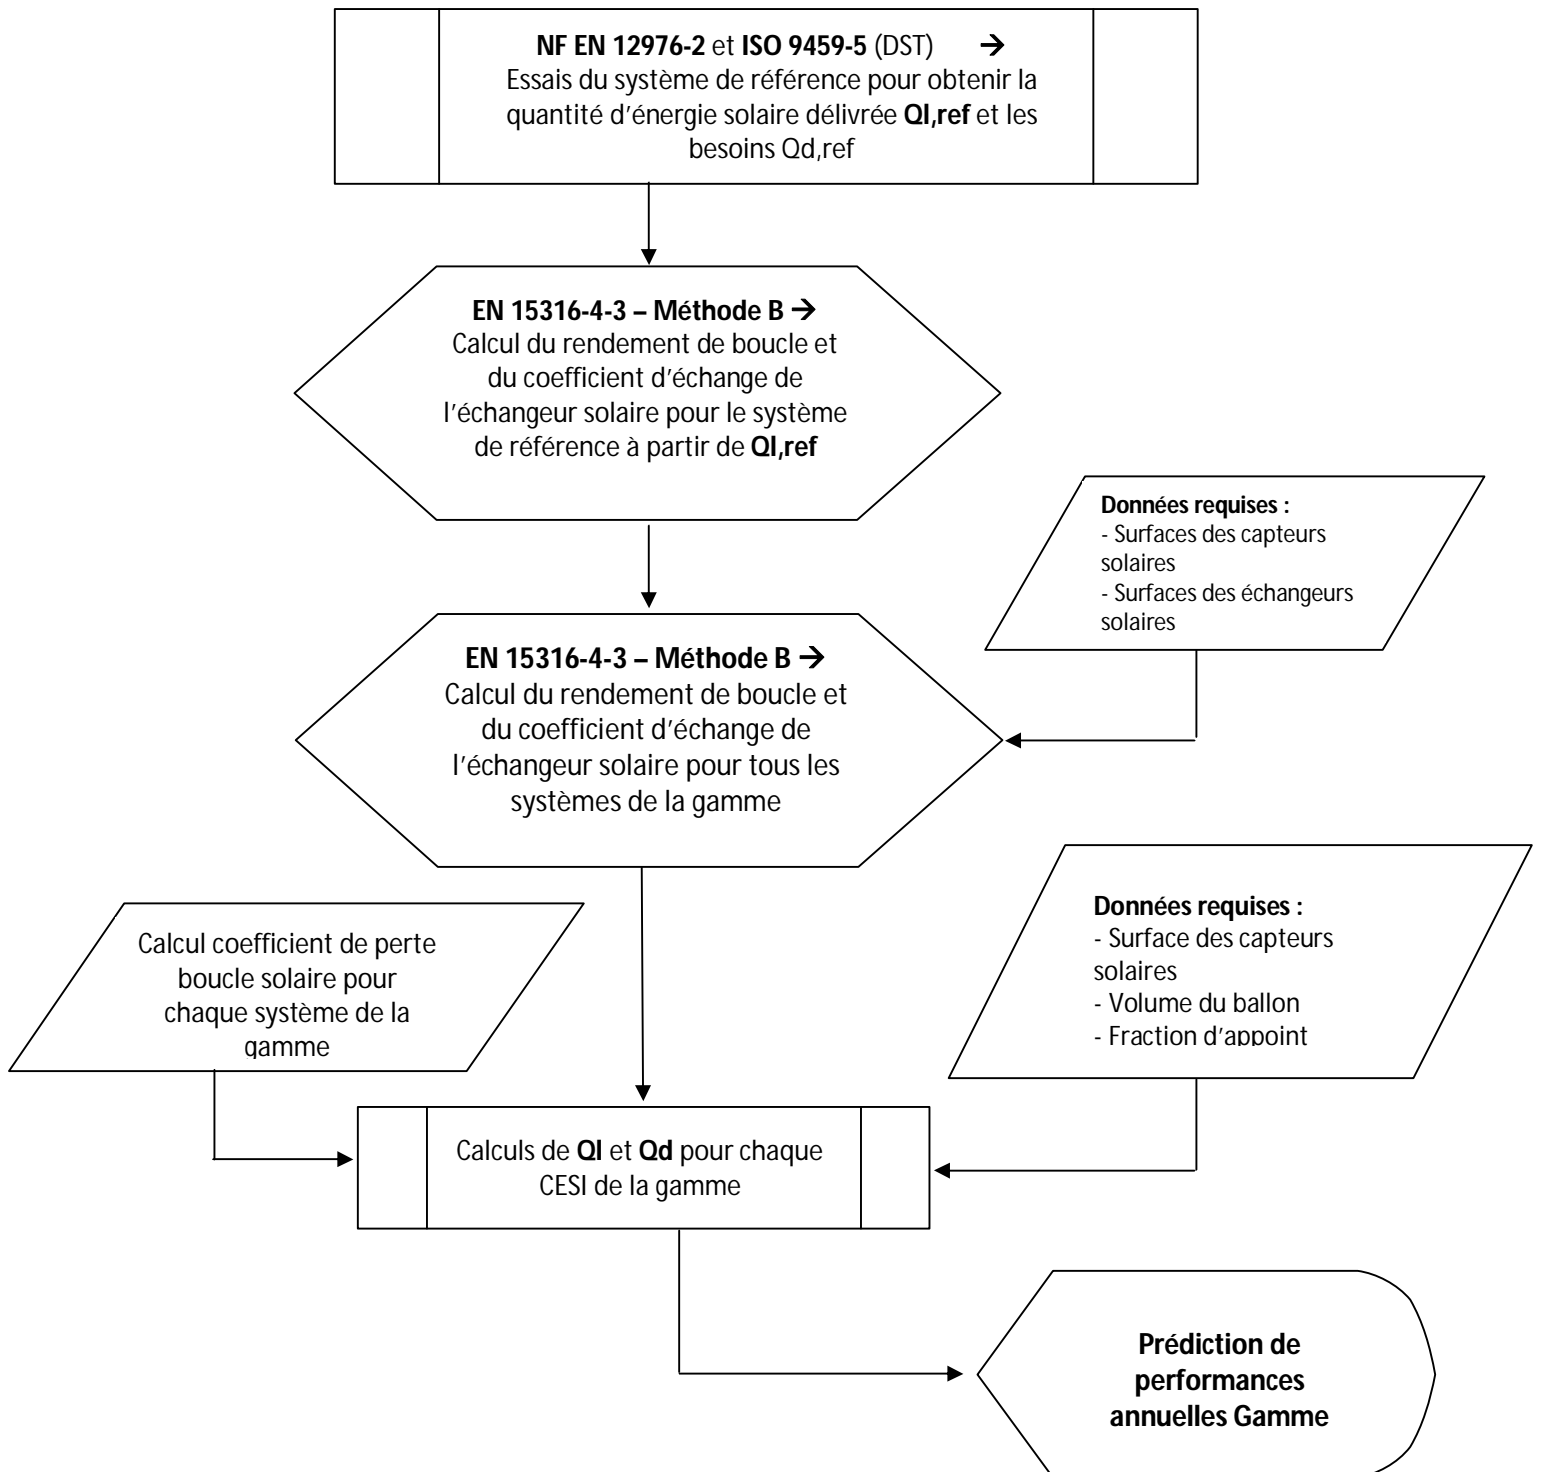 NF EN 12976-2 et ISO 9459-5 (DST) →
Essais du système de référence pour obtenir la
quantité d'énergie solaire délivrée Ql,ref et les
besoins Qd,ref
EN 15316-4-3 – Méthode B →
Calcul du rendement de boucle et
du coefficient d'échange de
l'échangeur solaire pour le système
de référence à partir de Ql,ref
Données requises :
- Surfaces des capteurs
solaires
- Surfaces des échangeurs
solaires
EN 15316-4-3 – Méthode B →
Calcul du rendement de boucle et
du coefficient d'échange de
l'échangeur solaire pour tous les
systèmes de la gamme
Données requises :
- Surface des capteurs
solaires
- Volume du ballon
- Fraction d'appoint
Calcul coefficient de perte
boucle solaire pour
chaque système de la
gamme
Calculs de Ql et Qd pour chaque
CESI de la gamme
Prédiction de
performances
annuelles Gamme